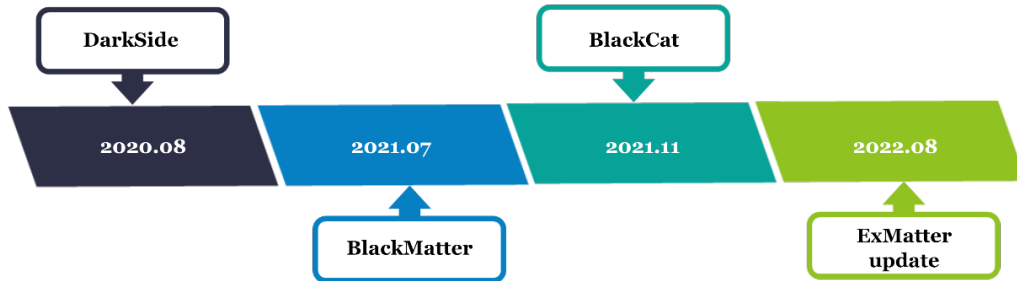 DarkSide
BlackCat
2020.08
2021.07
2021.11
2022.08
BlackMatter
ExMatter
update